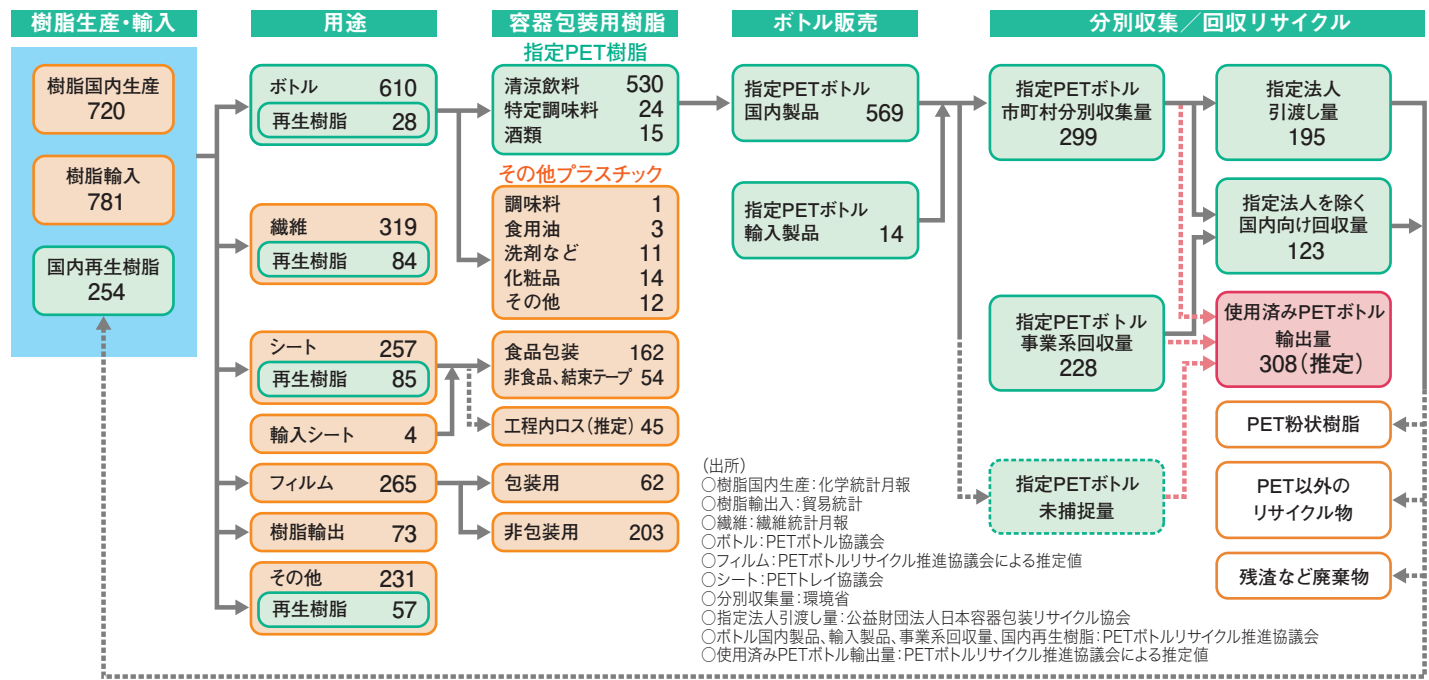 樹脂生産・輸入
樹脂国内生産
720
樹脂輸入
781
国内再生樹脂
254
用途
ボトル 610
再生樹脂 28
繊維 319
再生樹脂 84
シート 257
再生樹脂 85
輸入シート 4
フィルム 265
樹脂輸出 73
その他 231
再生樹脂 57
容器包装用樹脂
指定PET樹脂
清涼飲料 530
特定調味料 24
酒類 15
その他プラスチック
調味料 1
食用油 3
洗剤など 11
化粧品 14
その他 12
食品包装 162
非食品、結束テープ 54
工程内ロス(推定) 45
包装用 62
非包装用 203
ボトル販売
指定PETボトル
国内製品 569
指定PETボトル
輸入製品 14
分別収集/回収リサイクル
指定PETボトル
市町村分別収集量
299
指定PETボトル
事業系回収量
228
指定PETボトル
未捕捉量
指定法人
引渡し量
195
指定法人を除く
国内向け回収量
123
使用済みPETボトル
輸出量
308(推定)
PET粉状樹脂
PET以外の
リサイクル物
残渣など廃棄物
(出所)
○樹脂国内生産:化学統計月報
○樹脂輸出入:貿易統計
○繊維:繊維統計月報
○ボトル:PETボトル協議会
○フィルム:PETボトルリサイクル推進協議会による推定値
○シート:PETトレイ協議会
○分別収集量:環境省
○指定法人引渡し量:公益財団法人日本容器包装リサイクル協会
○ボトル国内製品、輸入製品、事業系回収量、国内再生樹脂:PETボトルリサイクル推進協議会
○使用済みPETボトル輸出量:PETボトルリサイクル推進協議会による推定値